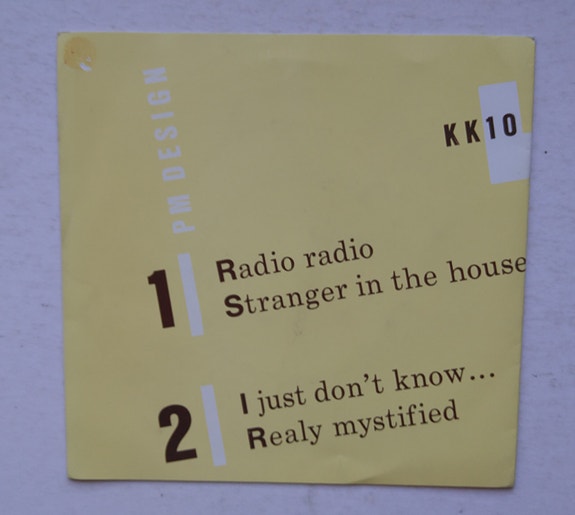 PM DESIGN
KK10
1
Radio radio
Stranger in the house
2
I just don't know...
Realy mystified